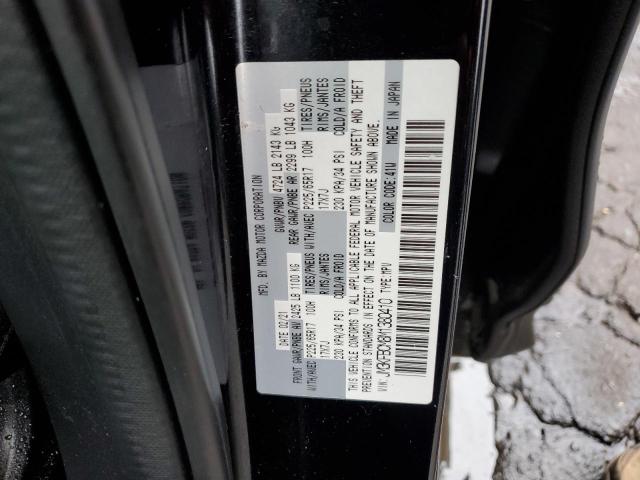 MFD. BY MAZDA MOTOR CORPORATION
DATE 02/21 GVWR/PNBV 4724 LB 2143 KG
FRONT GAWR/PNBE AV 2425 LB 1100 KG REAR GAWR/PNBE AR 2299 LB 1043 KG
WITH/AVEC P225/65R17 100H TIRES/PNEUS WITH/AVEC P225/65R17 100H TIRES/PNEUS
17X7J RIMS/JANTES 17X7J RIMS/JANTES
230 KPA/34 PSI COLD/A FROID 230 KPA/34 PSI COLD/A FROID
THIS VEHICLE CONFORMS TO ALL APPLICABLE FEDERAL MOTOR VEHICLE SAFETY AND THEFT
PREVENTION STANDARDS IN EFFECT ON THE DATE OF MANUFACTURE SHOWN ABOVE.
VIN: TYPE: MPV COLOR CODE: 41W MADE IN JAPAN